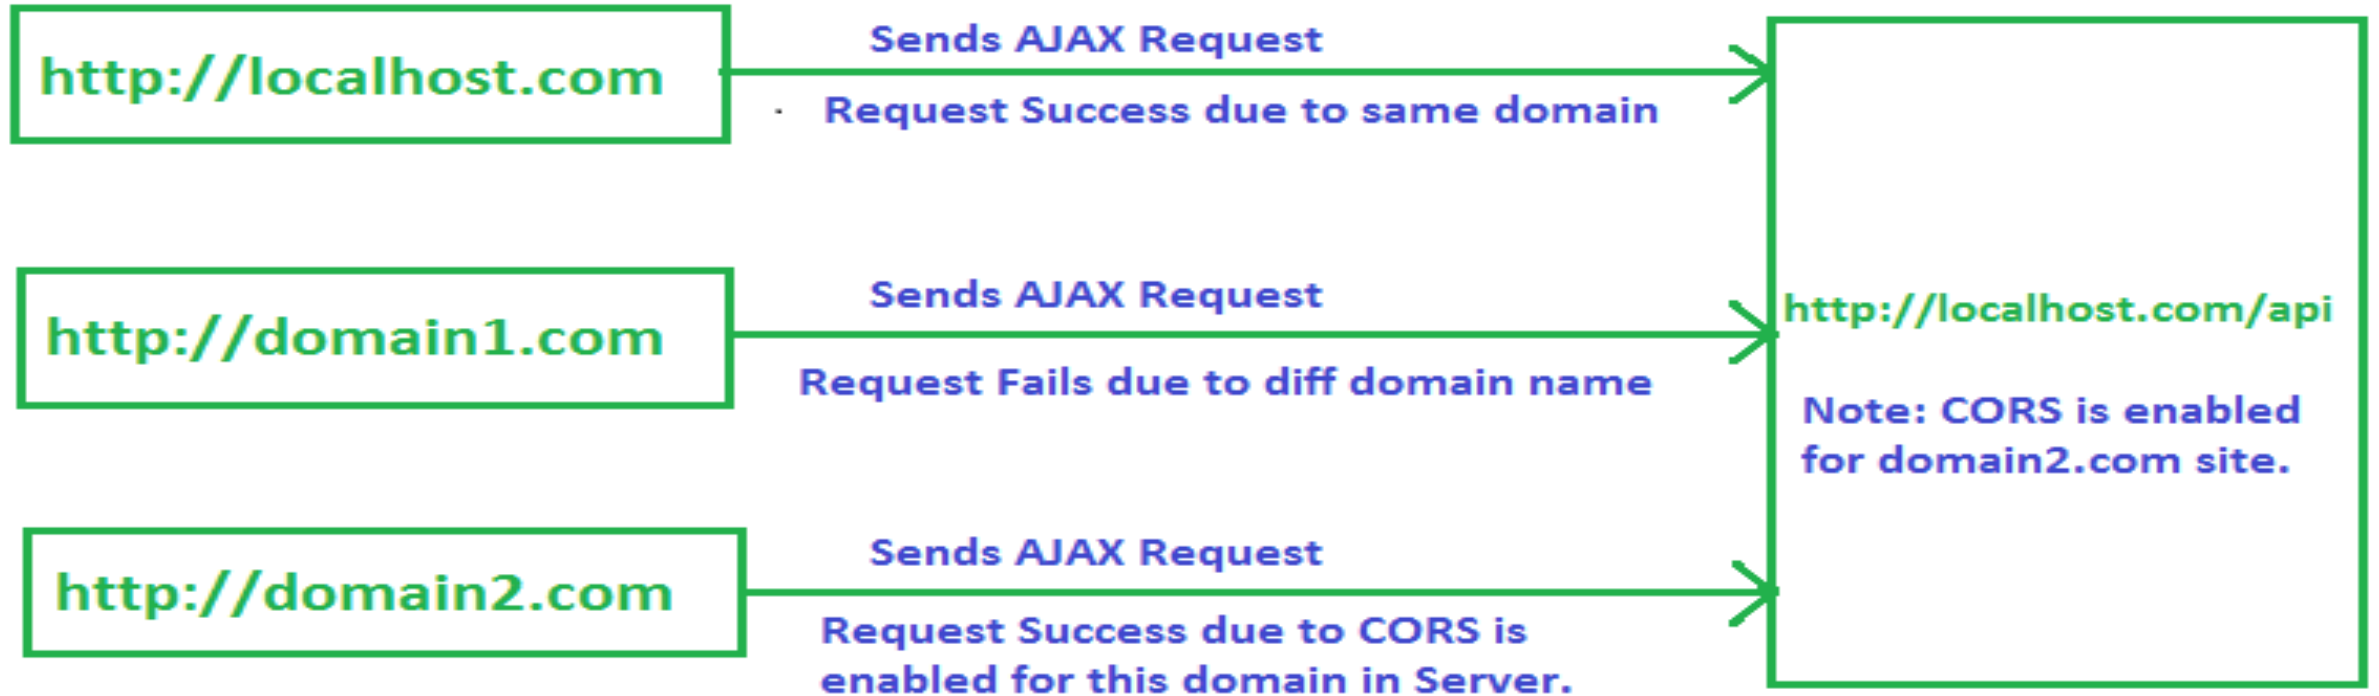 http://localhost.com
Sends AJAX Request
Request Success due to same domain
http://domain1.com
Sends AJAX Request
Request Fails due to diff domain name
http://domain2.com
Sends AJAX Request
Request Success due to CORS is
enabled for this domain in Server.
http://localhost.com/api
Note: CORS is enabled
for domain2.com site.